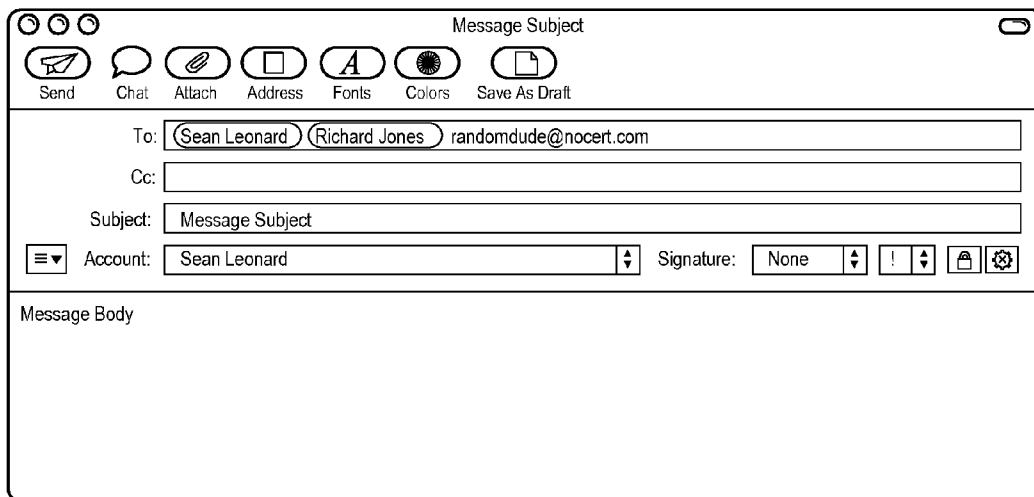 Message Subject
Send Chat Attach Address Fonts Colors Save As Draft
To: Sean Leonard Richard Jones randomdude@nocert.com
Cc:
Subject: Message Subject
Account: Sean Leonard Signature: None !
Message Body